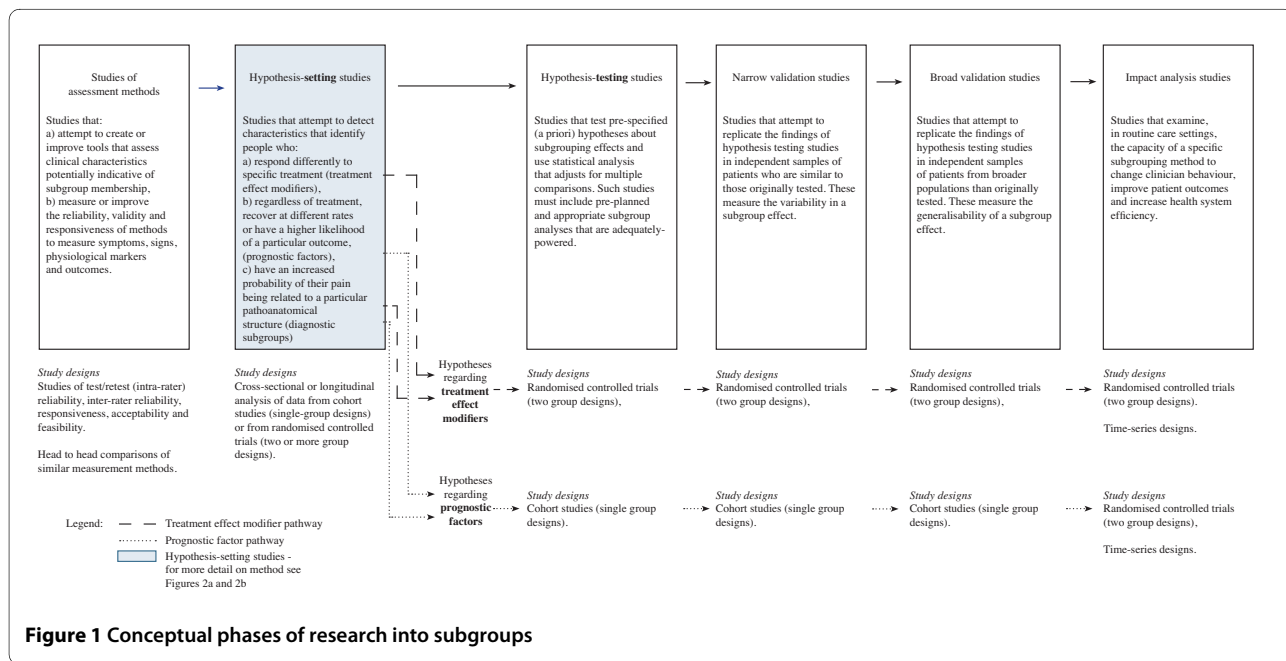 Studies of
assessment methods
Studies that:
a) attempt to create or
improve tools that assess
clinical characteristics
potentially indicative of
subgroup membership,
b) measure or improve
the reliability, validity and
responsiveness of methods
to measure symptoms, signs,
physiological markers
and outcomes.
Study designs
Studies of test/retest (intra-rater)
reliability, inter-rater reliability,
responsiveness, acceptability and
feasibility.
Head to head comparisons of
similar measurement methods.
Hypothesis-setting studies
Studies that attempt to detect
characteristics that identify
people who:
a) respond differently to
specific treatment (treatment
effect modifiers),
b) regardless of treatment,
recover at different rates
or have a higher likelihood
of a particular outcome,
(prognostic factors),
c) have an increased
probability of their pain
being related to a particular
pathoanatomical
structure (diagnostic
subgroups)
Study designs
Cross-sectional or longitudinal
analysis of data from cohort
studies (single-group designs)
or from randomised controlled
trials (two or more group
designs).
Hypotheses
regarding
treatment
effect
modifiers
Hypotheses
regarding
prognostic
factors
Hypothesis-testing studies
Studies that test pre-specified
(a priori) hypotheses about
subgrouping effects and
use statistical analysis
that adjusts for multiple
comparisons. Such studies
must include pre-planned
and appropriate subgroup
analyses that are adequately-
powered.
Study designs
Randomised controlled trials
(two group designs),
Study designs
Cohort studies (single group
designs).
Narrow validation studies
Studies that attempt to
replicate the findings of
hypothesis testing studies
in independent samples of
patients who are similar to
those originally tested. These
measure the variability in a
subgroup effect.
Study designs
Randomised controlled trials
(two group designs),
Study designs
Cohort studies (single group
designs).
Broad validation studies
Studies that attempt to
replicate the findings of
hypothesis testing studies
in independent samples
of patients from broader
populations than originally
tested. These measure the
generalisability of a subgroup
effect.
Study designs
Randomised controlled trials
(two group designs),
Study designs
Cohort studies (single group
designs).
Impact analysis studies
Studies that examine,
in routine care settings,
the capacity of a specific
subgrouping method to
change clinician behaviour,
improve patient outcomes
and increase health system
efficiency.
Study designs
Randomised controlled trials
(two group designs).
Time-series designs.
Study designs
Randomised controlled trials
(two group designs),
Time-series designs.
Legend:
Treatment effect modifier pathway
Prognostic factor pathway
Hypothesis-setting studies -
for more detail on method see
Figures 2a and 2b
Figure 1 Conceptual phases of research into subgroups